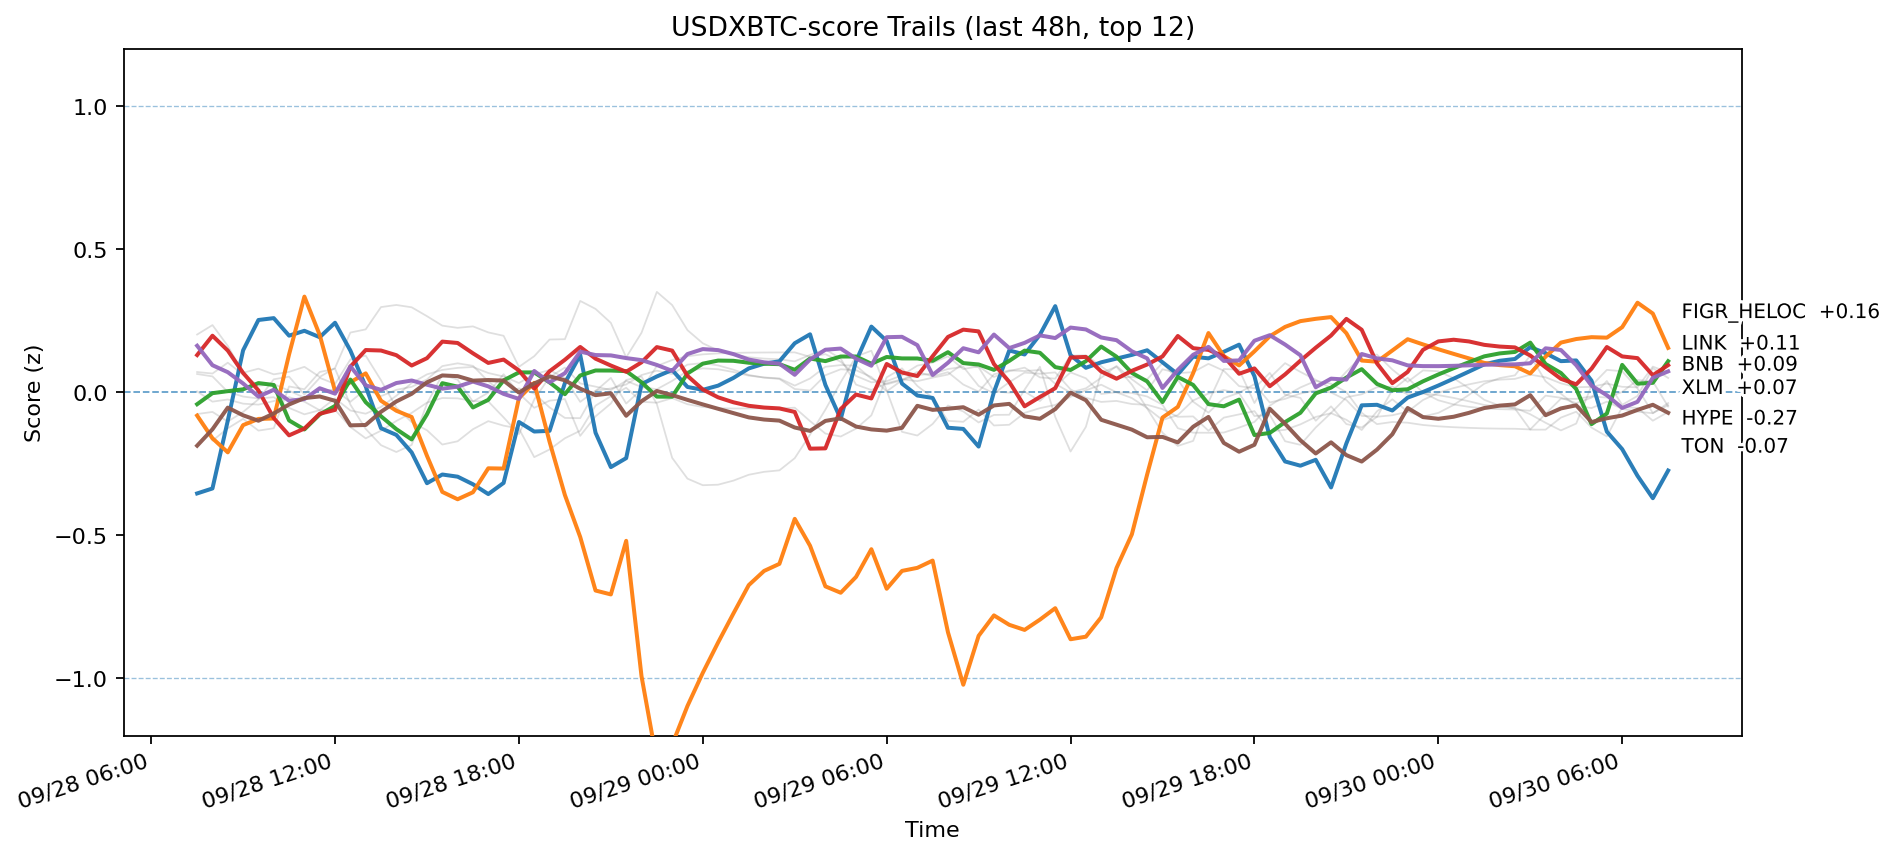 USDXBTC-score Trails (last 48h, top 12)
Score (z)
1.0
0.5
0.0
−0.5
−1.0
FIGR_HELOC +0.16
LINK +0.11
BNB +0.09
XLM +0.07
HYPE -0.27
TON -0.07
09/28 06:00
09/28 12:00
09/28 18:00
09/29 00:00
09/29 06:00
09/29 12:00
09/29 18:00
09/30 00:00
09/30 06:00
Time